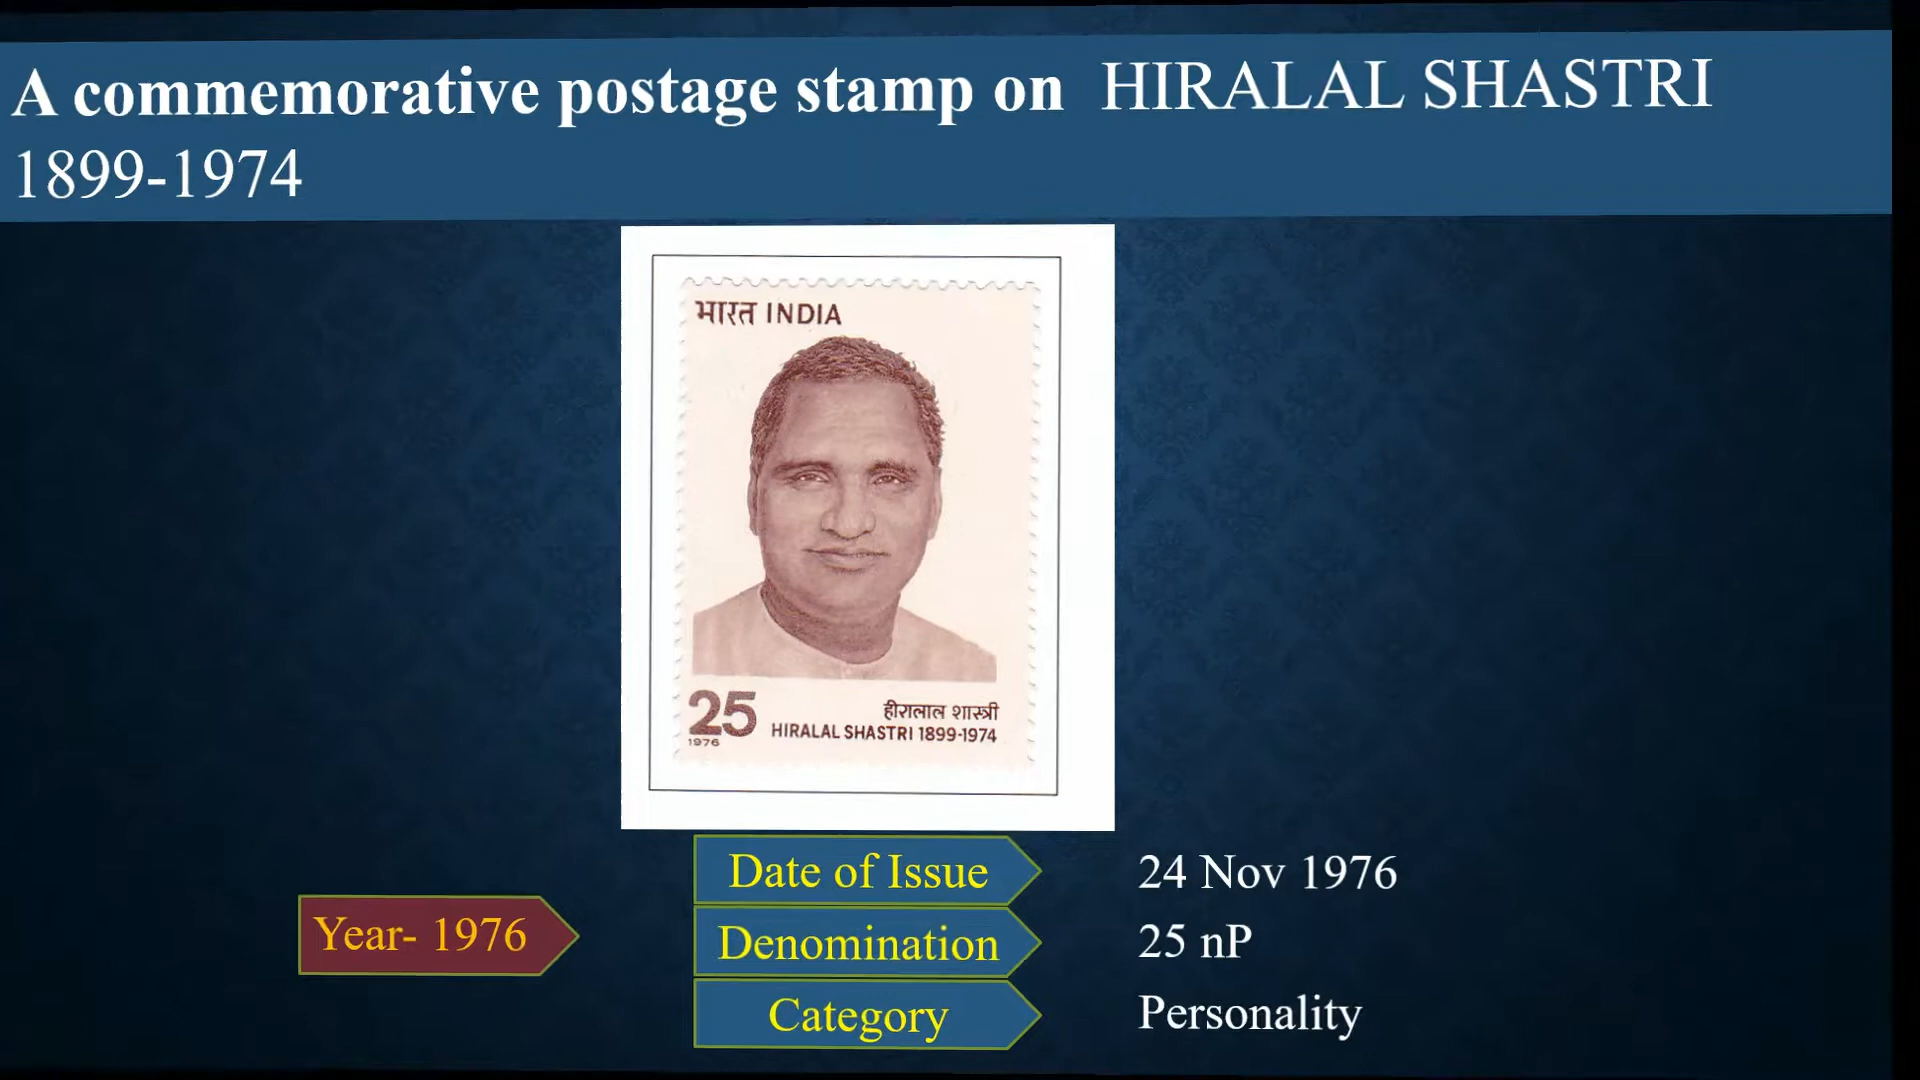 A commemorative postage stamp on HIRALAL SHASTRI
1899-1974
भारत INDIA
25
1976
हीरालाल शास्त्री
HIRALAL SHASTRI 1899-1974
Year- 1976
Date of Issue
24 Nov 1976
Denomination
25 nP
Category
Personality